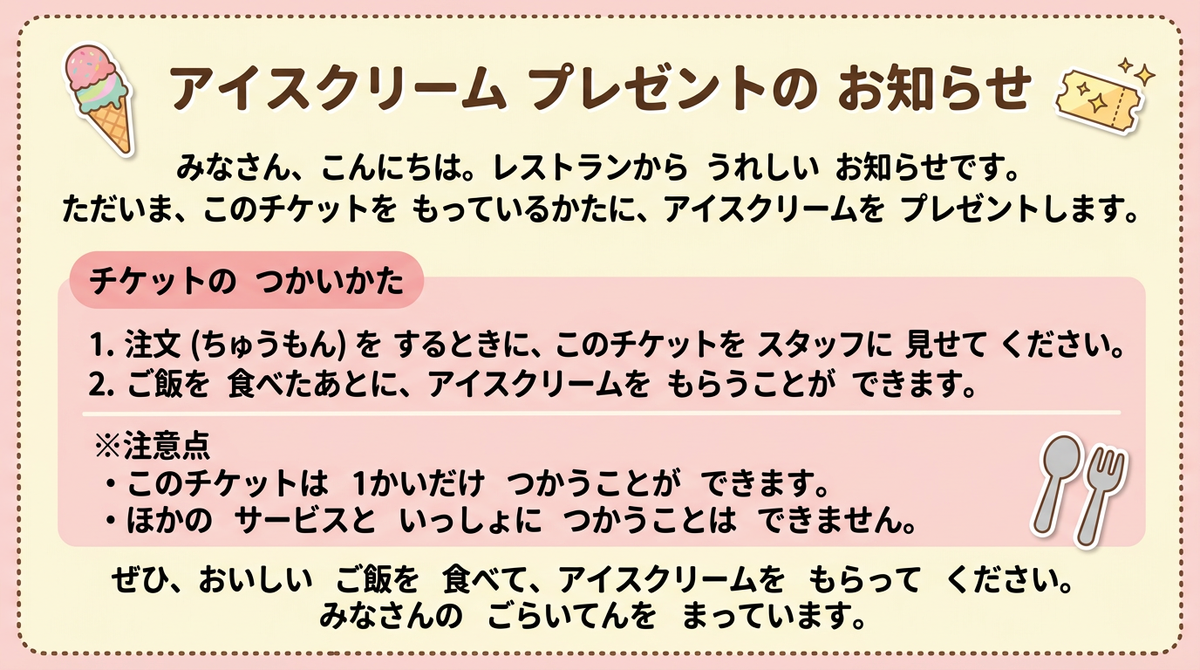 アイスクリーム プレゼントの お知らせ
みなさん、こんにちは。レストランから うれしい お知らせです。
ただいま、このチケットを もっているかたに、アイスクリームを プレゼントします。
チケットの つかいかた
1. 注文 (ちゅうもん) を するときに、このチケットを スタッフに 見せて ください。
2. ご飯を 食べたあとに、アイスクリームを もらうことが できます。
※注意点
・このチケットは 1かいだけ つかうことが できます。
・ほかの サービスと いっしょに つかうことは できません。
ぜひ、おいしい ご飯を 食べて、アイスクリームを もらって ください。
みなさんの ごらいてんを まっています。